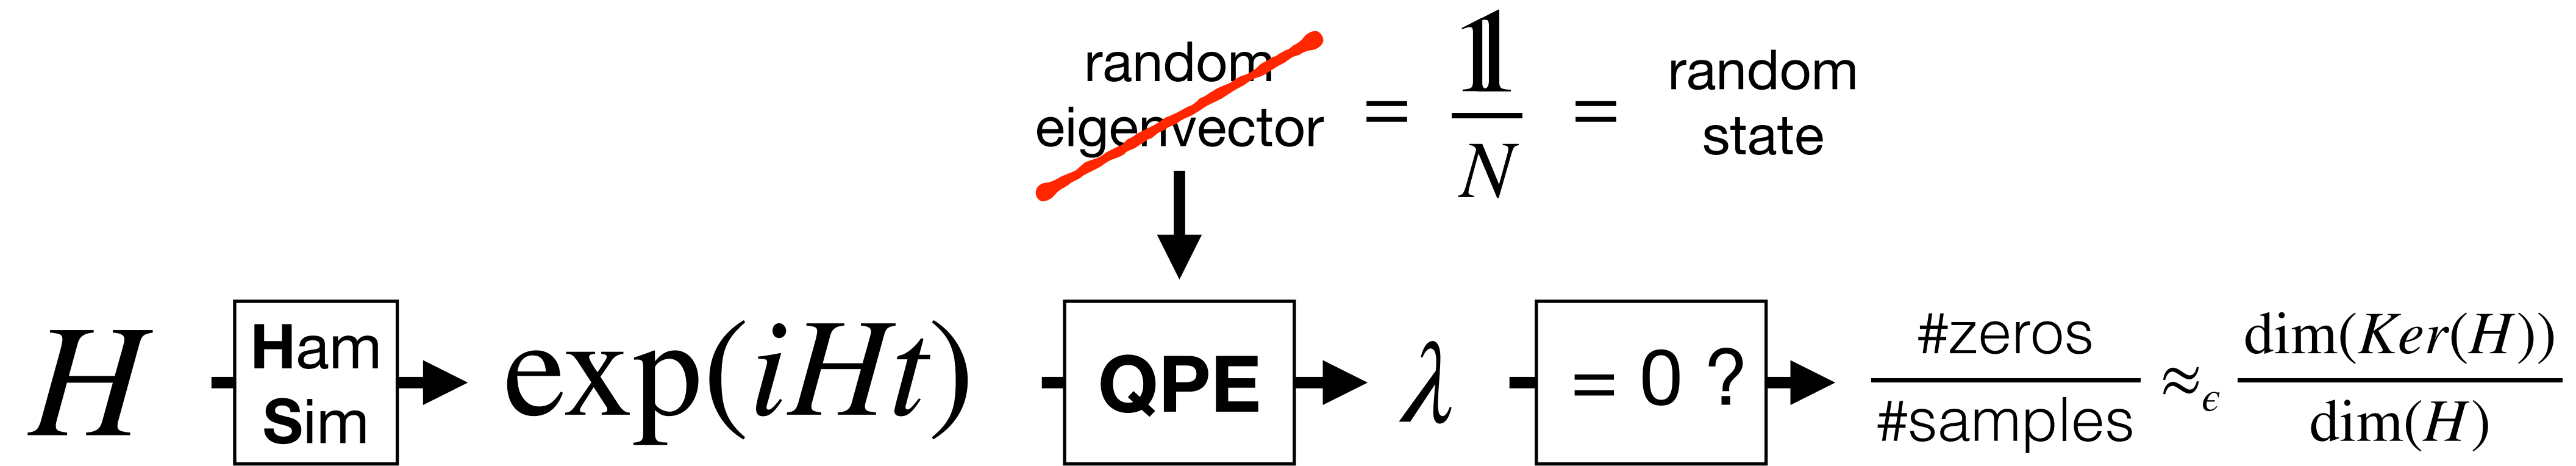 random
eigenvector
=
𝟙
N
=
random
state
H
Ham
Sim
exp(iHt)
QPE
λ
= 0 ?
#zeros
#samples
≈ϵ
dim(Ker(H))
dim(H)